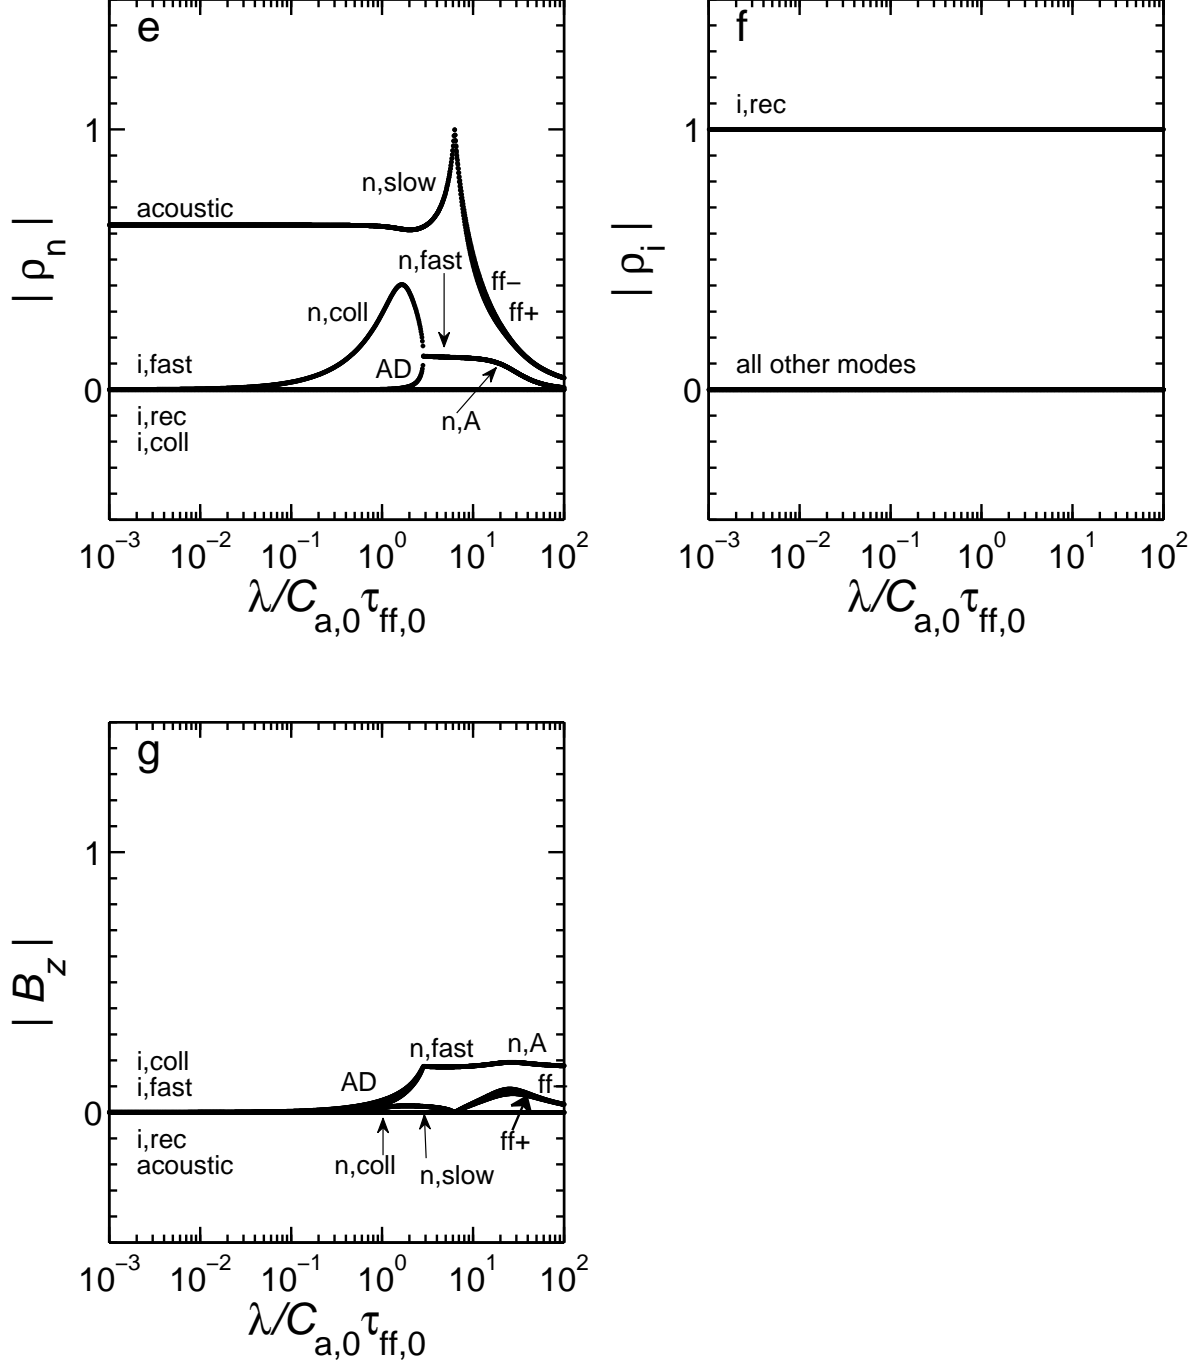 e
| ρn |
1
0
acoustic
n,slow
n,fast
ff−
ff+
n,coll
AD
n,A
i,fast
i,rec
i,coll
10−3 10−2 10−1 100 101 102
λ/Ca,0τff,0
f
| ρi |
1
0
i,rec
all other modes
10−3 10−2 10−1 100 101 102
λ/Ca,0τff,0
g
| Bz |
1
0
n,fast
n,A
i,coll
i,fast
AD
ff−
i,rec
acoustic
n,coll
n,slow
ff+
10−3 10−2 10−1 100 101 102
λ/Ca,0τff,0